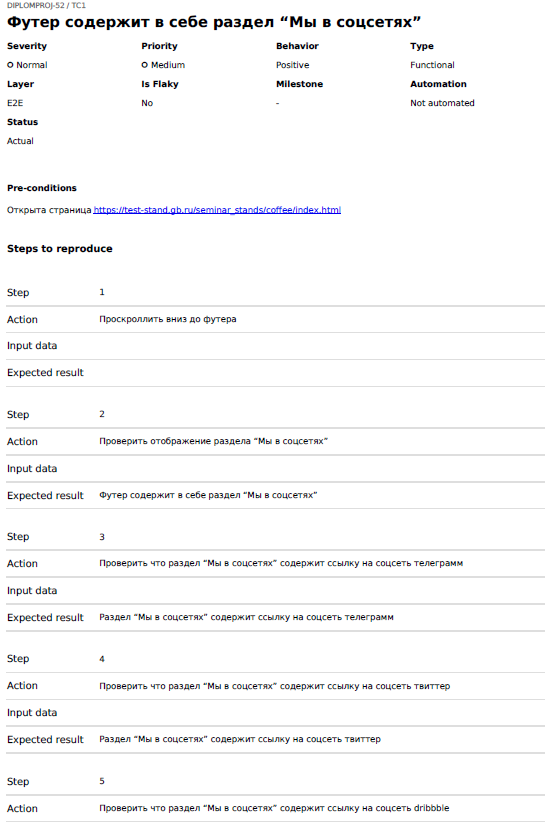 DIPLOMPROJ-52 / TC1
Футер содержит в себе раздел “Мы в соцсетях”
Severity Priority Behavior Type
Normal Medium Positive Functional
Layer Is Flaky Milestone Automation
E2E No - Not automated
Status
Actual
Pre-conditions
Открыта страница https://test-stand.gb.ru/seminar_stands/coffee/index.html
Steps to reproduce
Step 1
Action Проскроллить вниз до футера
Input data
Expected result
Step 2
Action Проверить отображение раздела “Мы в соцсетях”
Input data
Expected result Футер содержит в себе раздел “Мы в соцсетях”
Step 3
Action Проверить что раздел “Мы в соцсетях” содержит ссылку на соцсеть телеграмм
Input data
Expected result Раздел “Мы в соцсетях” содержит ссылку на соцсеть телеграмм
Step 4
Action Проверить что раздел “Мы в соцсетях” содержит ссылку на соцсеть твиттер
Input data
Expected result Раздел “Мы в соцсетях” содержит ссылку на соцсеть твиттер
Step 5
Action Проверить что раздел “Мы в соцсетях” содержит ссылку на соцсеть dribbble